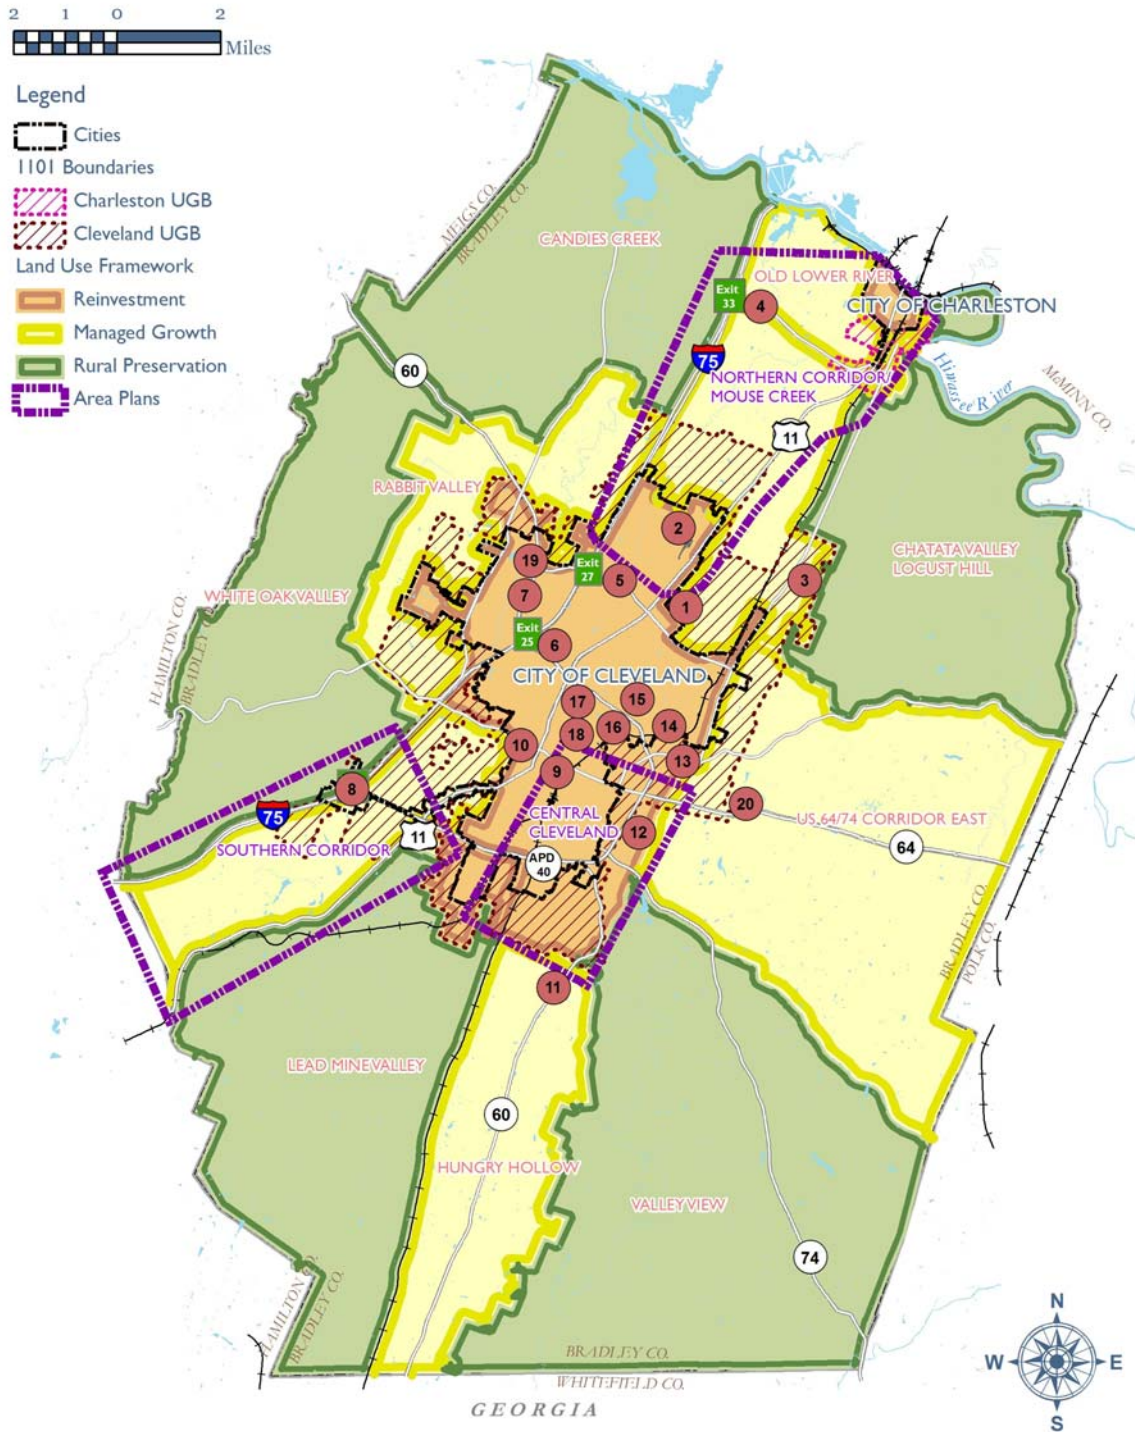 2 1 0 2
Miles
Legend
Cities
1101 Boundaries
Charleston UGB
Cleveland UGB
Land Use Framework
Reinvestment
Managed Growth
Rural Preservation
Area Plans
MEIGS CO.
BRADLEY CO.
CANDIES CREEK
OLD LOWER RIVER
Exit
33
4
CITY OF CHARLESTON
75
60
NORTHERN CORRIDOR/
MOUSE CREEK
Hiwassee River
McMINN CO.
11
RABBIT VALLEY
2
CHATATA VALLEY
LOCUST HILL
19
Exit
27
5
3
7
1
WHITE OAK VALLEY
HAMILTON CO.
BRADLEY
Exit
25
6
CITY OF CLEVELAND
17
15
18
16
14
10
13
9
8
75
11
20
CENTRAL
CLEVELAND
12
US 64/74 CORRIDOR EAST
64
SOUTHERN CORRIDOR
APD
40
BRADLEY CO.
POLK CO.
11
LEAD MINE VALLEY
60
HUNGRY HOLLOW
VALLEY VIEW
74
HAMILTON CO.
BRADLEY CO.
BRADLEY CO.
WHITEFIELD CO.
GEORGIA
N
W E
S